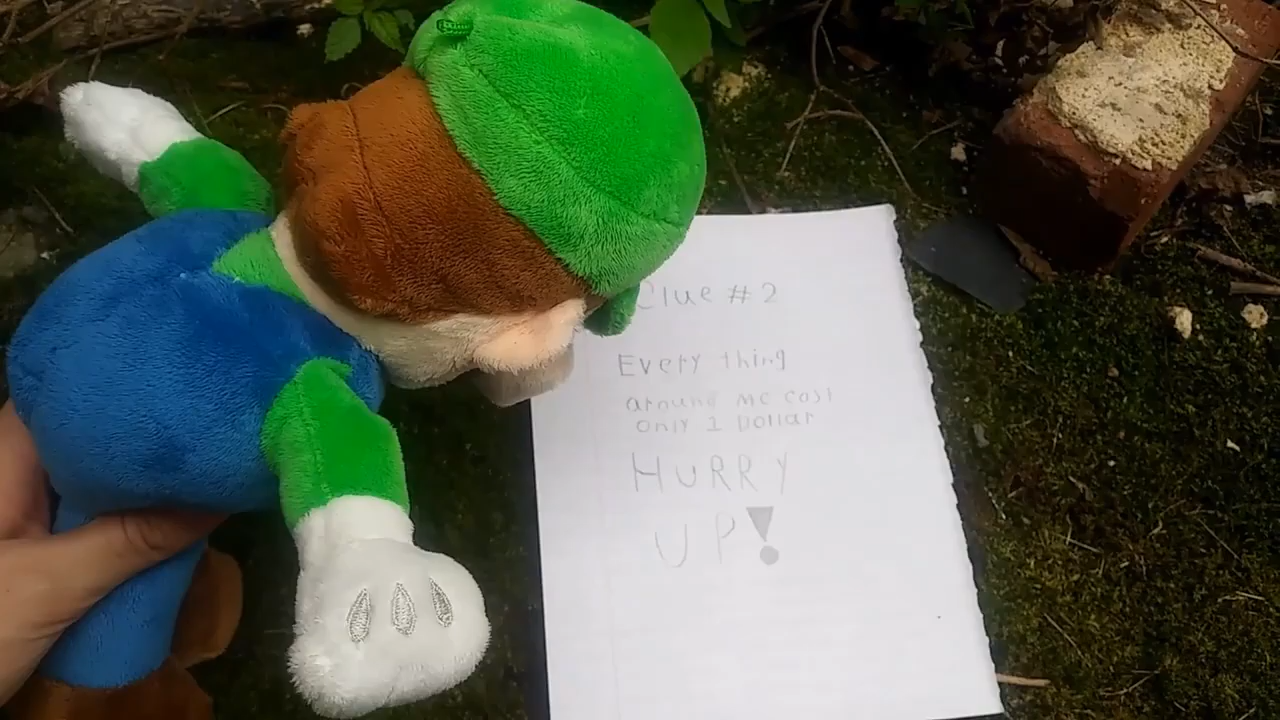 Clue # 2
Every thing
around me cost
only 1 Dollar
HURRY
UP!